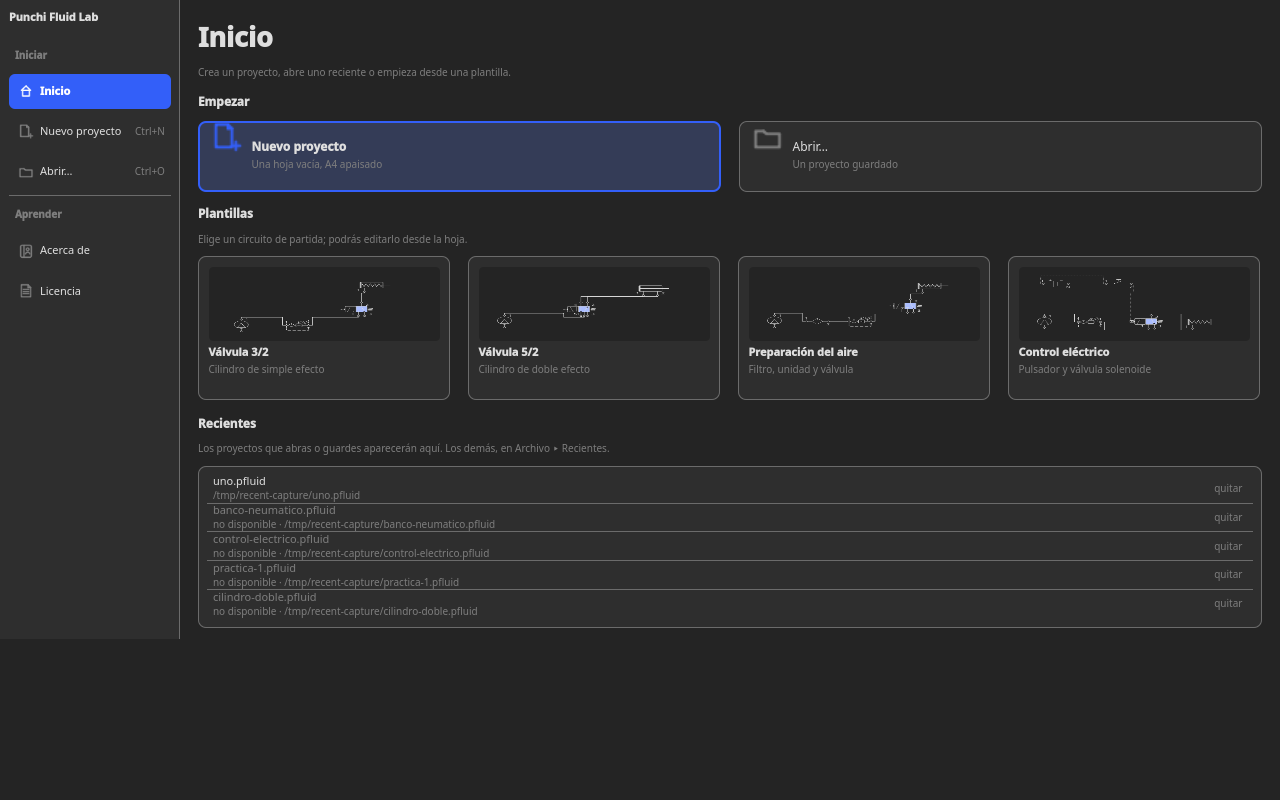 Punchi Fluid Lab
Iniciar
Inicio
Nuevo proyecto Ctrl+N
Abrir... Ctrl+O
Aprender
Acerca de
Licencia
Inicio
Crea un proyecto, abre uno reciente o empieza desde una plantilla.
Empezar
Nuevo proyecto
Una hoja vacía, A4 apaisado
Abrir...
Un proyecto guardado
Plantillas
Elige un circuito de partida; podrás editarlo desde la hoja.
Válvula 3/2
Cilindro de simple efecto
Válvula 5/2
Cilindro de doble efecto
Preparación del aire
Filtro, unidad y válvula
Control eléctrico
Pulsador y válvula solenoide
Recientes
Los proyectos que abras o guardes aparecerán aquí. Los demás, en Archivo ▸ Recientes.
uno.pfluid
/tmp/recent-capture/uno.pfluid
quitar
banco-neumatico.pfluid
no disponible · /tmp/recent-capture/banco-neumatico.pfluid
quitar
control-electrico.pfluid
no disponible · /tmp/recent-capture/control-electrico.pfluid
quitar
practica-1.pfluid
no disponible · /tmp/recent-capture/practica-1.pfluid
quitar
cilindro-doble.pfluid
no disponible · /tmp/recent-capture/cilindro-doble.pfluid
quitar